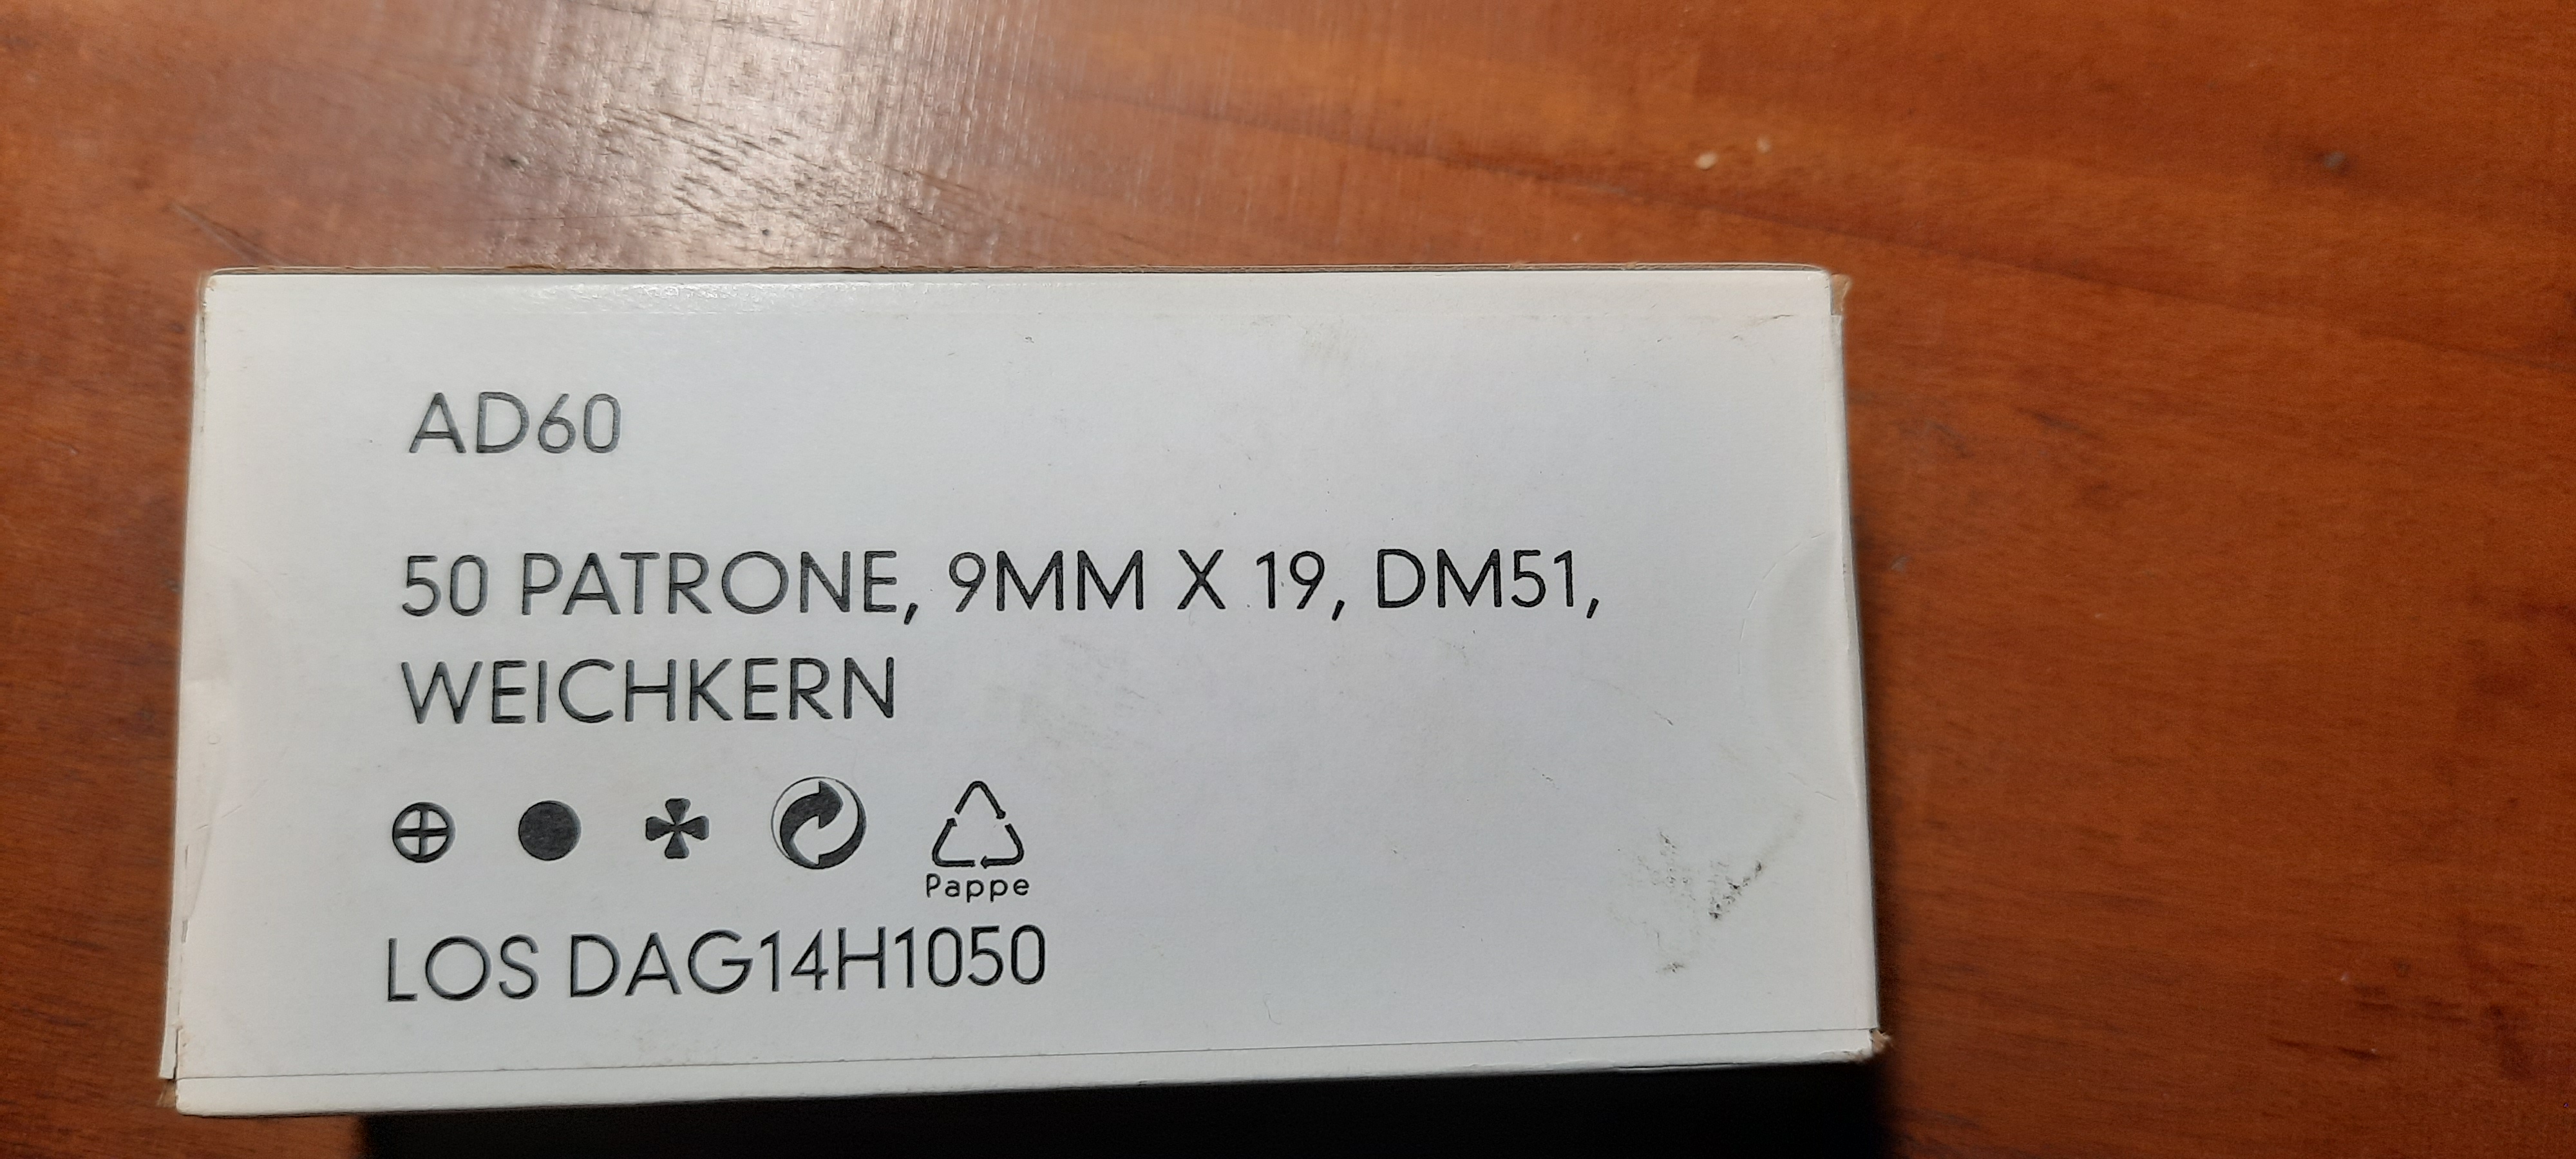 AD60
50 PATRONE, 9MM X 19, DM51,
WEICHKERN
Pappe
LOS DAG14H1050